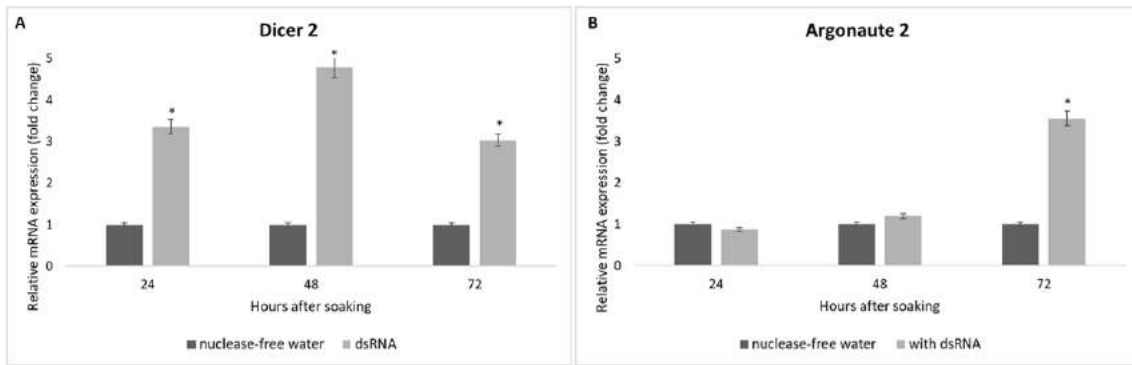 A
Dicer 2
Relative mRNA expression (fold change)
5
4
3
2
1
0
*
*
*
24
48
72
Hours after soaking
nuclease-free water
dsRNA
B
Argonaute 2
Relative mRNA expression (fold change)
5
4
3
2
1
0
*
24
48
72
Hours after soaking
nuclease-free water
with dsRNA